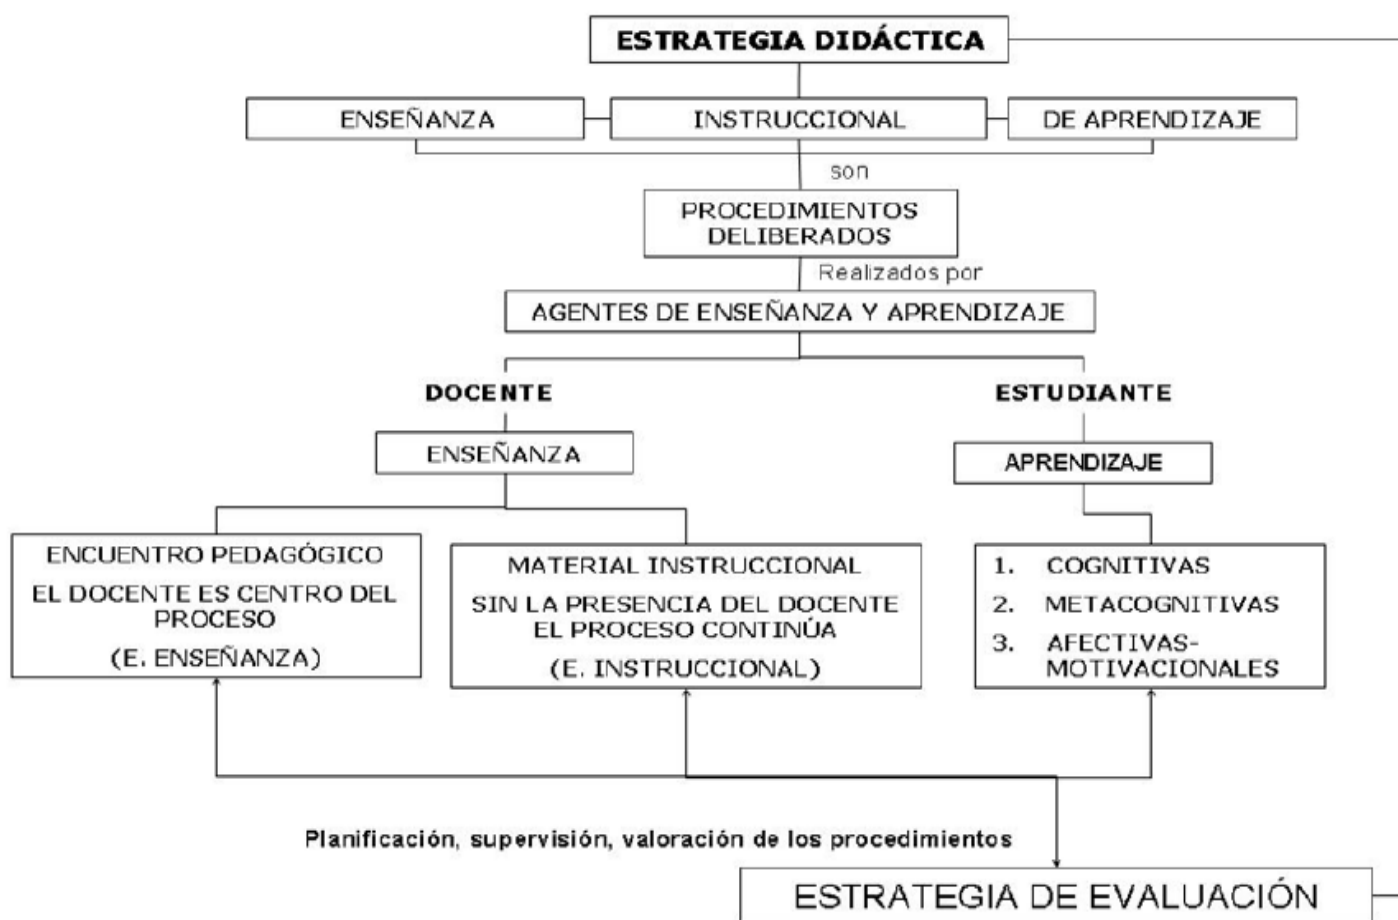 ESTRATEGIA DIDÁCTICA
ENSEÑANZA
INSTRUCCIONAL
DE APRENDIZAJE
son
PROCEDIMIENTOS
DELIBERADOS
Realizados por
AGENTES DE ENSEÑANZA Y APRENDIZAJE
DOCENTE
ESTUDIANTE
ENSEÑANZA
APRENDIZAJE
ENCUENTRO PEDAGÓGICO
EL DOCENTE ES CENTRO DEL
PROCESO
(E. ENSEÑANZA)
MATERIAL INSTRUCCIONAL
SIN LA PRESENCIA DEL DOCENTE
EL PROCESO CONTINÚA
(E. INSTRUCCIONAL)
1. COGNITIVAS
2. METACOGNITIVAS
3. AFECTIVAS-
MOTIVACIONALES
Planificación, supervisión, valoración de los procedimientos
ESTRATEGIA DE EVALUACIÓN